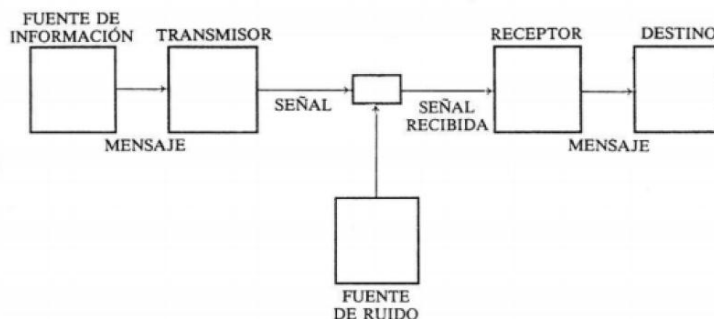 FUENTE DE
INFORMACIÓN
TRANSMISOR
RECEPTOR
DESTINO
MENSAJE
SEÑAL
SEÑAL
RECIBIDA
MENSAJE
FUENTE
DE RUIDO